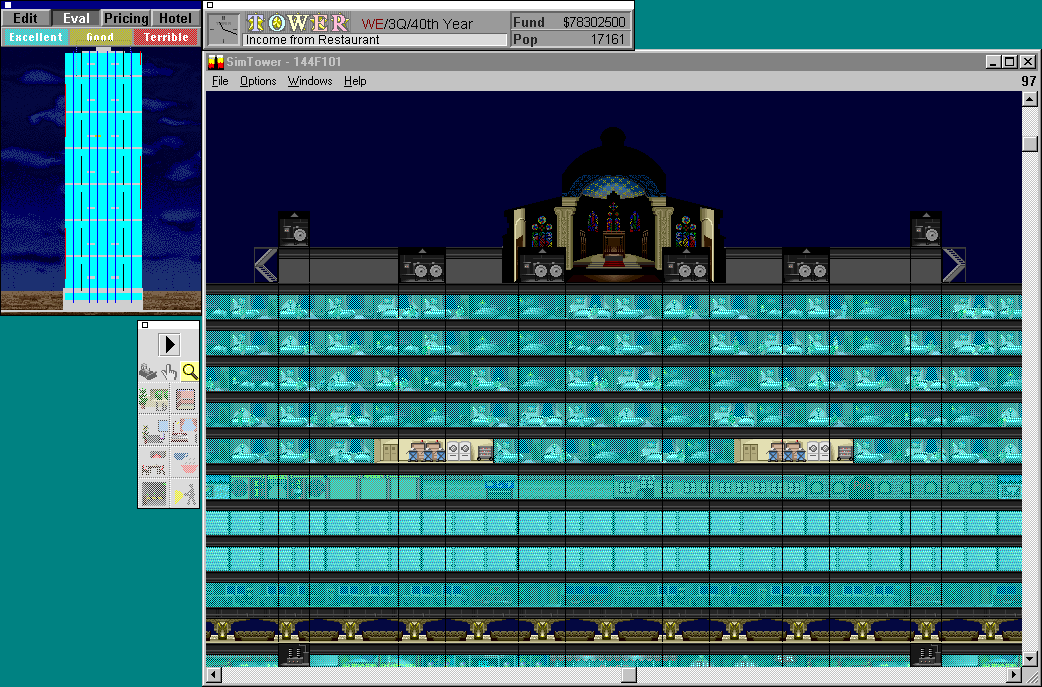 Edit Eval Pricing Hotel
Excellent Good Terrible
TOWER WE/3Q/40th Year
Income from Restaurant
Fund $78302500
Pop 17161
SimTower - 144F101
File Options Windows Help
97